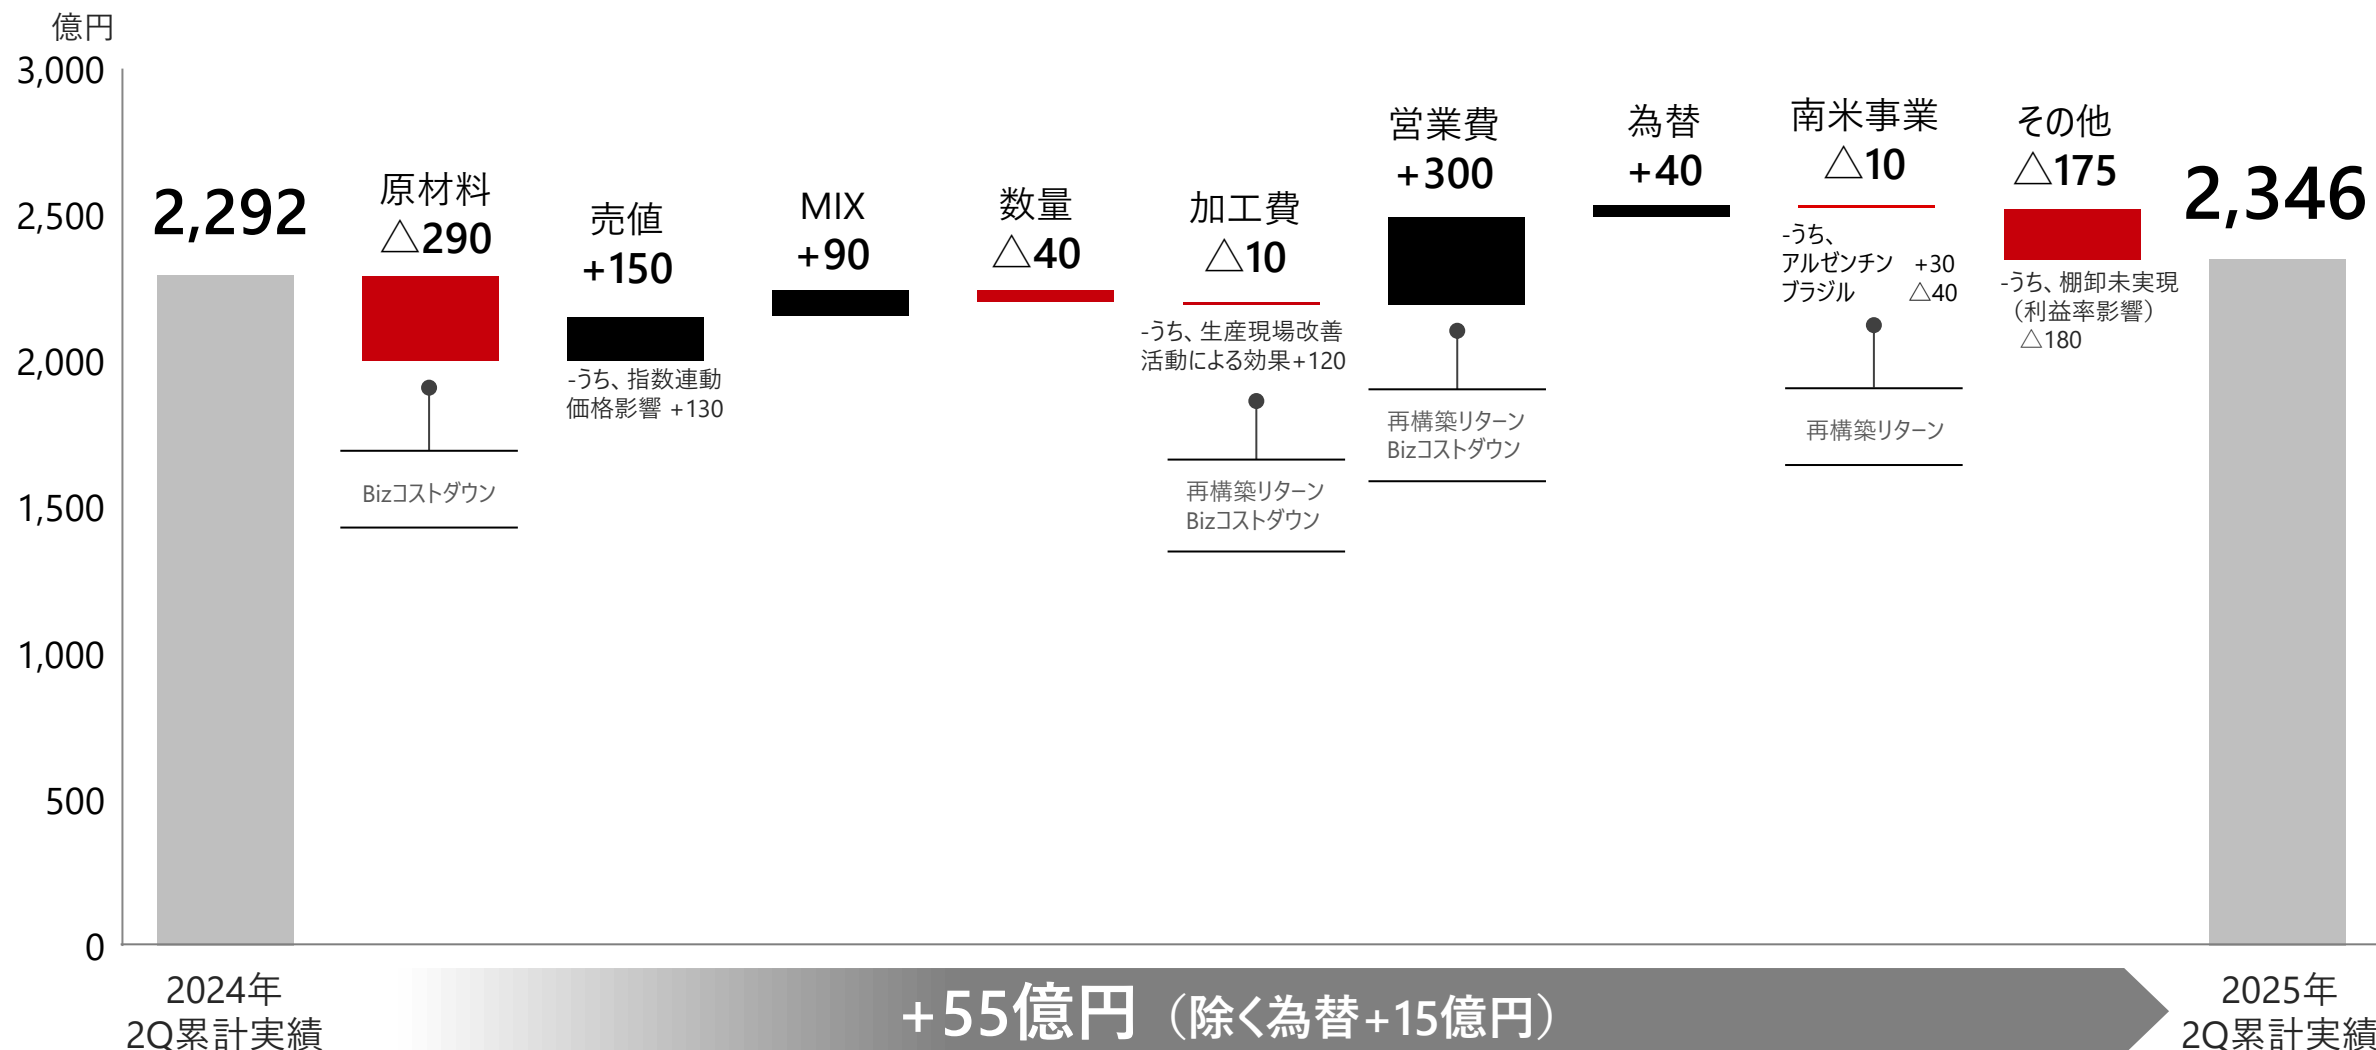 億円
3,000
2,500
2,000
1,500
1,000
500
0
2,292
原材料
△290
Bizコストダウン
売値
+150
-うち、指数連動
価格影響 +130
MIX
+90
数量
△40
加工費
△10
-うち、生産現場改善
活動による効果+120
再構築リターン
Bizコストダウン
営業費
+300
再構築リターン
Bizコストダウン
為替
+40
南米事業
△10
-うち、
アルゼンチン +30
ブラジル △40
再構築リターン
その他
△175
-うち、棚卸未実現
（利益率影響）
△180
2,346
2024年
2Q累計実績
+55億円（除く為替+15億円）
2025年
2Q累計実績